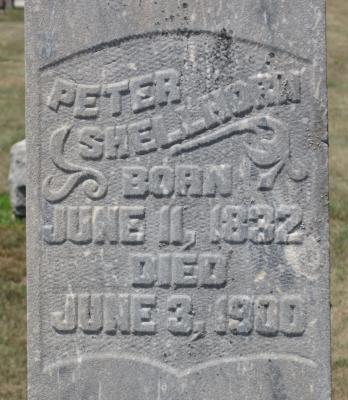 PETER
SHELLHORN
BORN
JUNE 11, 1832
DIED
JUNE 3, 1900